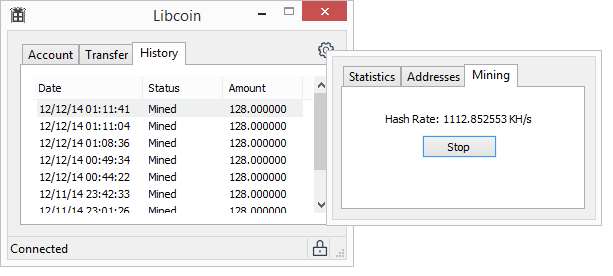 Libcoin
Account Transfer History
Date Status Amount
12/12/14 01:11:41 Mined 128.000000
12/12/14 01:11:04 Mined 128.000000
12/12/14 01:08:36 Mined 128.000000
12/12/14 00:49:34 Mined 128.000000
12/12/14 00:44:22 Mined 128.000000
12/11/14 23:42:33 Mined 128.000000
12/11/14 23:01:26 Mined 128.000000
Connected
Statistics Addresses Mining
Hash Rate: 1112.852553 KH/s
Stop